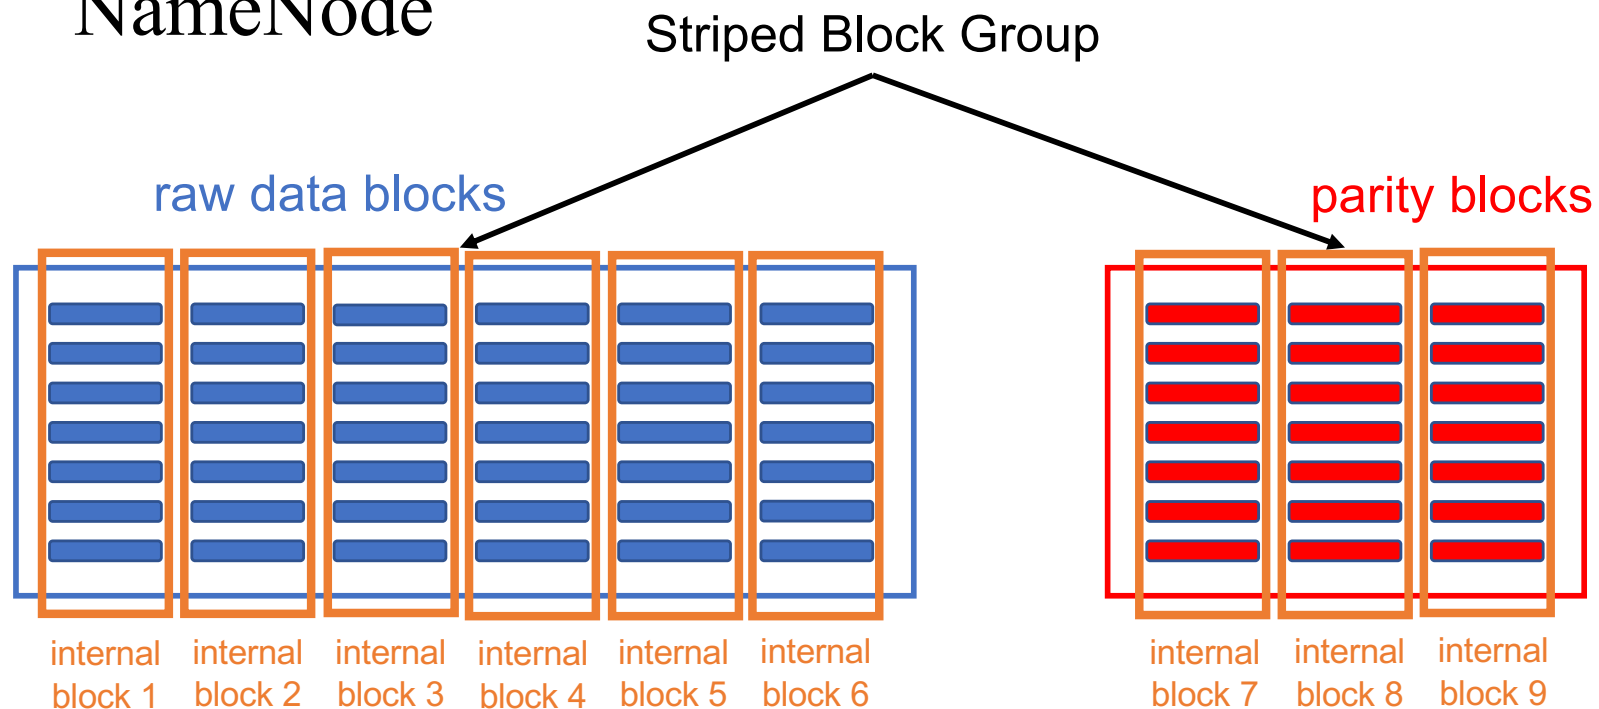 NameNode
Striped Block Group
raw data blocks
parity blocks
internal
block 1
internal
block 2
internal
block 3
internal
block 4
internal
block 5
internal
block 6
internal
block 7
internal
block 8
internal
block 9